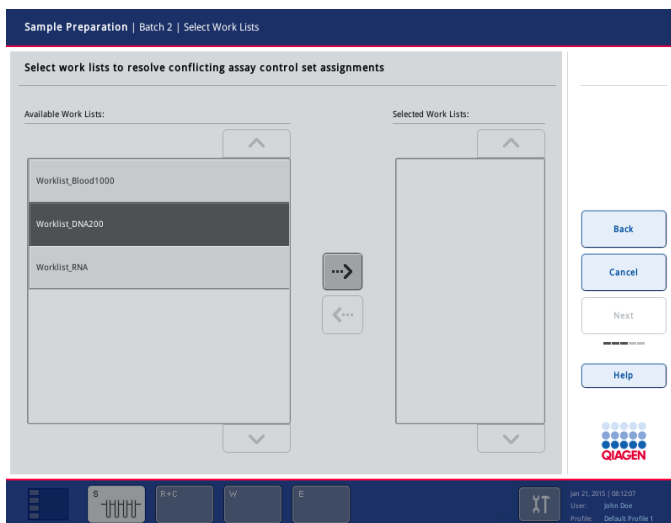 Sample Preparation | Batch 2 | Select Work Lists
Select work lists to resolve conflicting assay control set assignments
Available Work Lists:
Selected Work Lists:
Worklist_Blood1000
Worklist_DNA200
Worklist_RNA
Back
Cancel
Next
Help
QIAGEN
S
R+C
W
E
Jan 21, 2015 | 08:12:07
User: John Doe
Profile: Default Profile 1